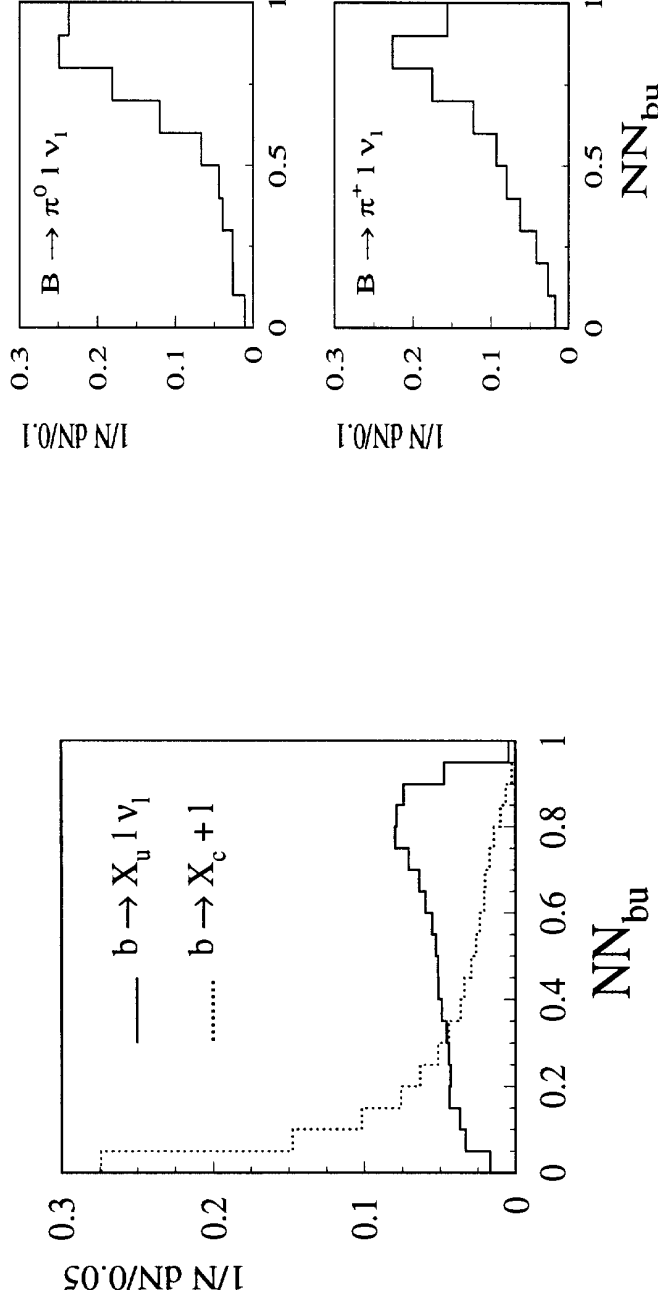 1/N dN/0.05
0.3
0.2
0.1
0
b → X_u l ν_l
b → X_c + l
0 0.2 0.4 0.6 0.8 1
NN_bu
1/N dN/0.1
0.3
0.2
0.1
0
B → π^0 l ν_l
0 0.5 1
1/N dN/0.1
0.3
0.2
0.1
0
B → π^+ l ν_l
0 0.5 1
NN_bu